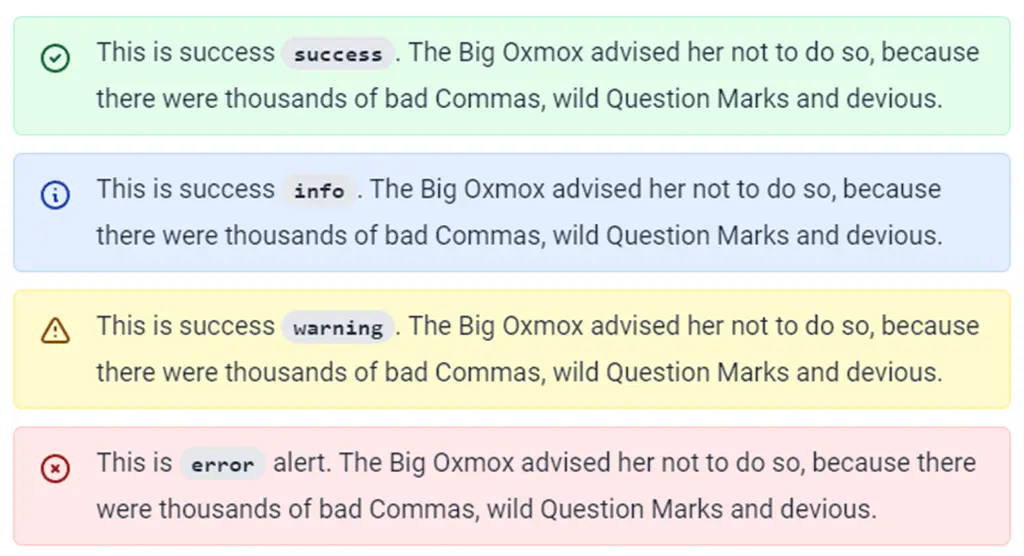 This is success success. The Big Oxmox advised her not to do so, because
there were thousands of bad Commas, wild Question Marks and devious.
This is success info. The Big Oxmox advised her not to do so, because
there were thousands of bad Commas, wild Question Marks and devious.
This is success warning. The Big Oxmox advised her not to do so, because
there were thousands of bad Commas, wild Question Marks and devious.
This is error alert. The Big Oxmox advised her not to do so, because there
were thousands of bad Commas, wild Question Marks and devious.